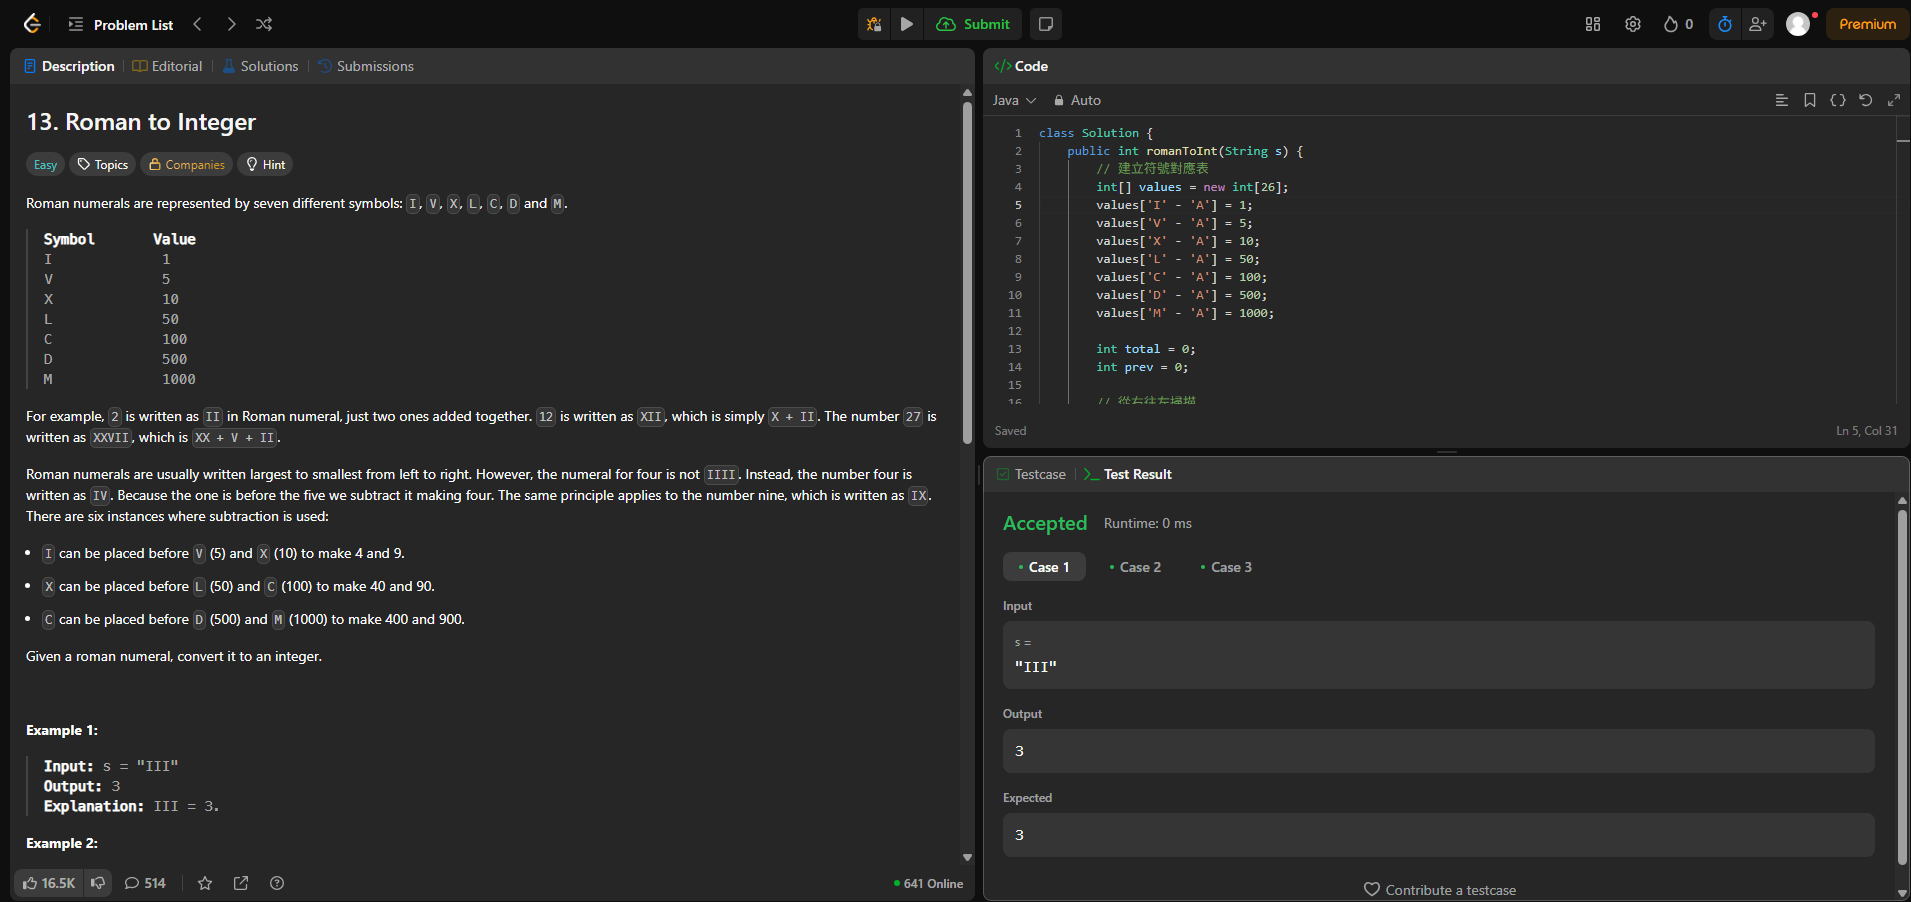 Problem List
Submit
0
Premium
Description
Editorial
Solutions
Submissions
13. Roman to Integer
Easy
Topics
Companies
Hint
Roman numerals are represented by seven different symbols: I, V, X, L, C, D and M.
Symbol Value
I 1
V 5
X 10
L 50
C 100
D 500
M 1000
For example, 2 is written as II in Roman numeral, just two ones added together. 12 is written as XII, which is simply X + II. The number 27 is
written as XXVII, which is XX + V + II.
Roman numerals are usually written largest to smallest from left to right. However, the numeral for four is not IIII. Instead, the number four is
written as IV. Because the one is before the five we subtract it making four. The same principle applies to the number nine, which is written as IX.
There are six instances where subtraction is used:
• I can be placed before V (5) and X (10) to make 4 and 9.
• X can be placed before L (50) and C (100) to make 40 and 90.
• C can be placed before D (500) and M (1000) to make 400 and 900.
Given a roman numeral, convert it to an integer.
Example 1:
Input: s = "III"
Output: 3
Explanation: III = 3.
Example 2:
16.5K
514
641 Online
</> Code
Java
Auto
1 class Solution {
2 public int romanToInt(String s) {
3 // 建立符號對應表
4 int[] values = new int[26];
5 values['I' - 'A'] = 1;
6 values['V' - 'A'] = 5;
7 values['X' - 'A'] = 10;
8 values['L' - 'A'] = 50;
9 values['C' - 'A'] = 100;
10 values['D' - 'A'] = 500;
11 values['M' - 'A'] = 1000;
12
13 int total = 0;
14 int prev = 0;
15
16 // 從右往左掃描
Saved
Ln 5, Col 31
Testcase
>_ Test Result
Accepted
Runtime: 0 ms
• Case 1
• Case 2
• Case 3
Input
s =
"III"
Output
3
Expected
3
Contribute a testcase